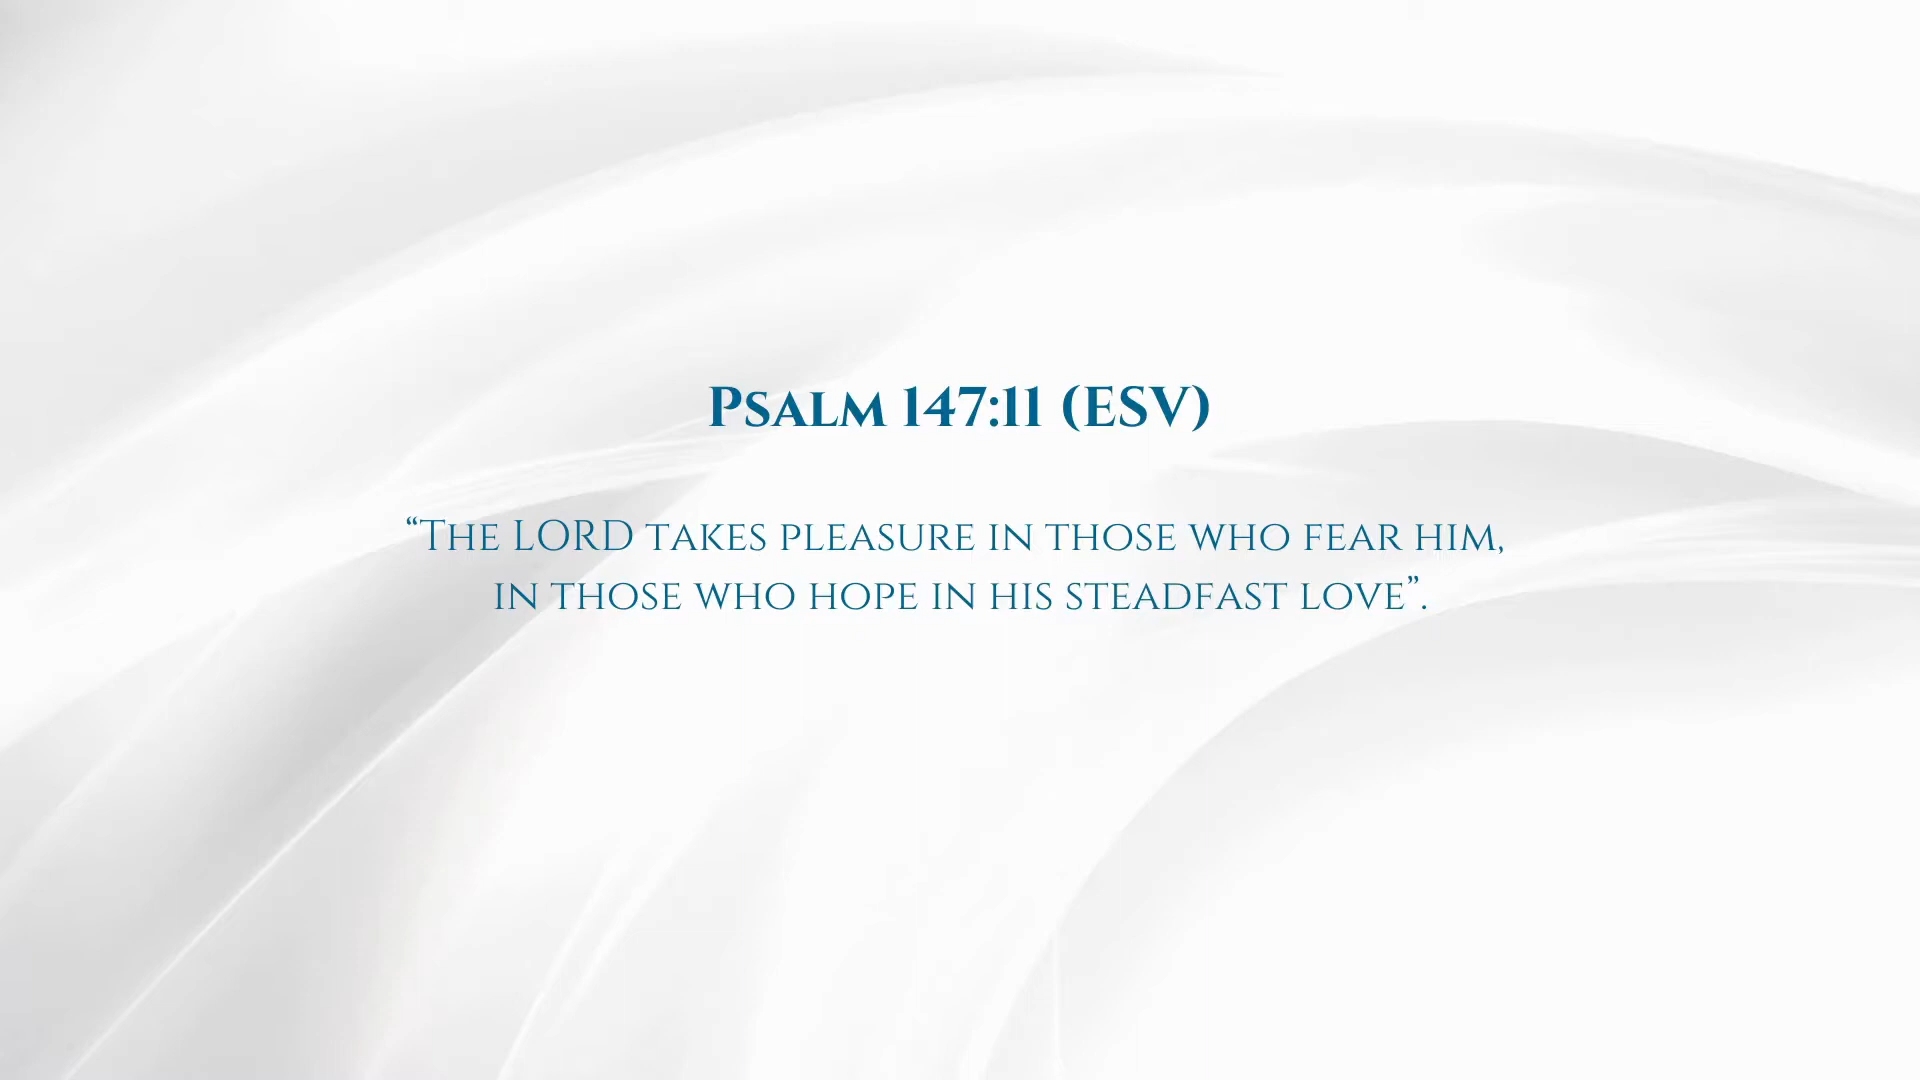 Psalm 147:11 (ESV)
“The LORD takes pleasure in those who fear him,
in those who hope in his steadfast love”.